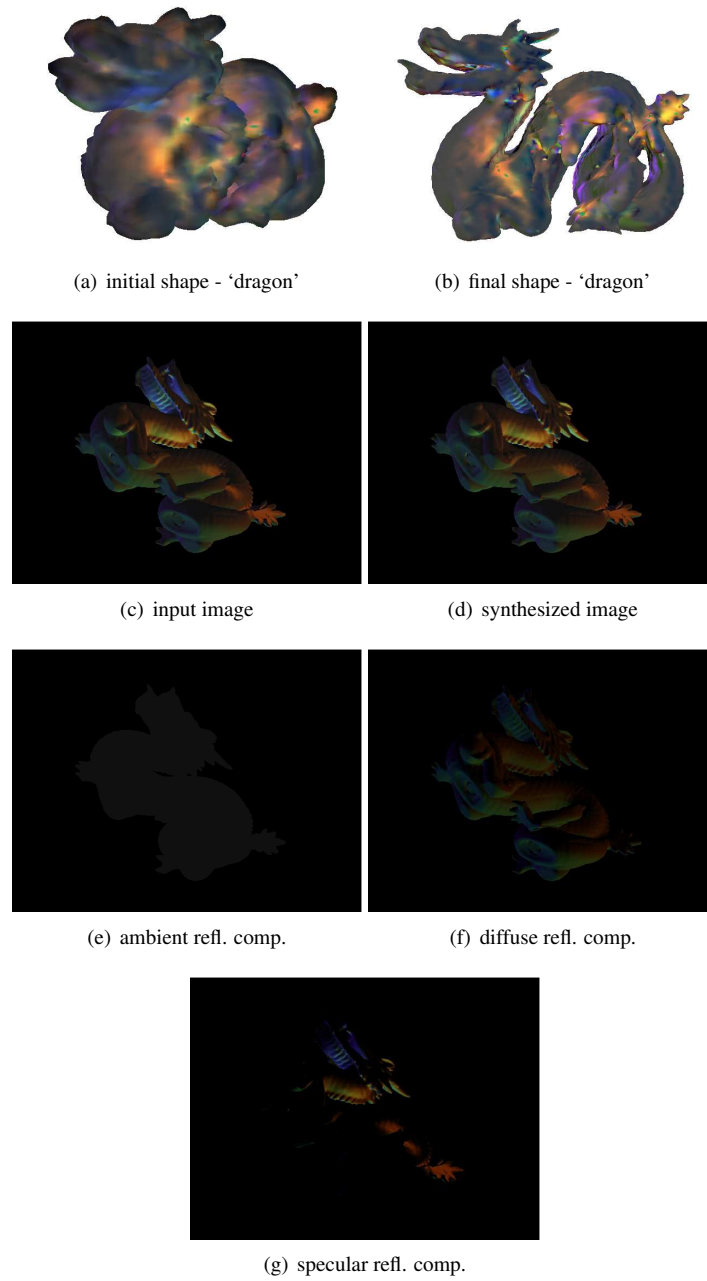 (a) initial shape - ‘dragon’
(b) final shape - ‘dragon’
(c) input image
(d) synthesized image
(e) ambient refl. comp.
(f) diffuse refl. comp.
(g) specular refl. comp.